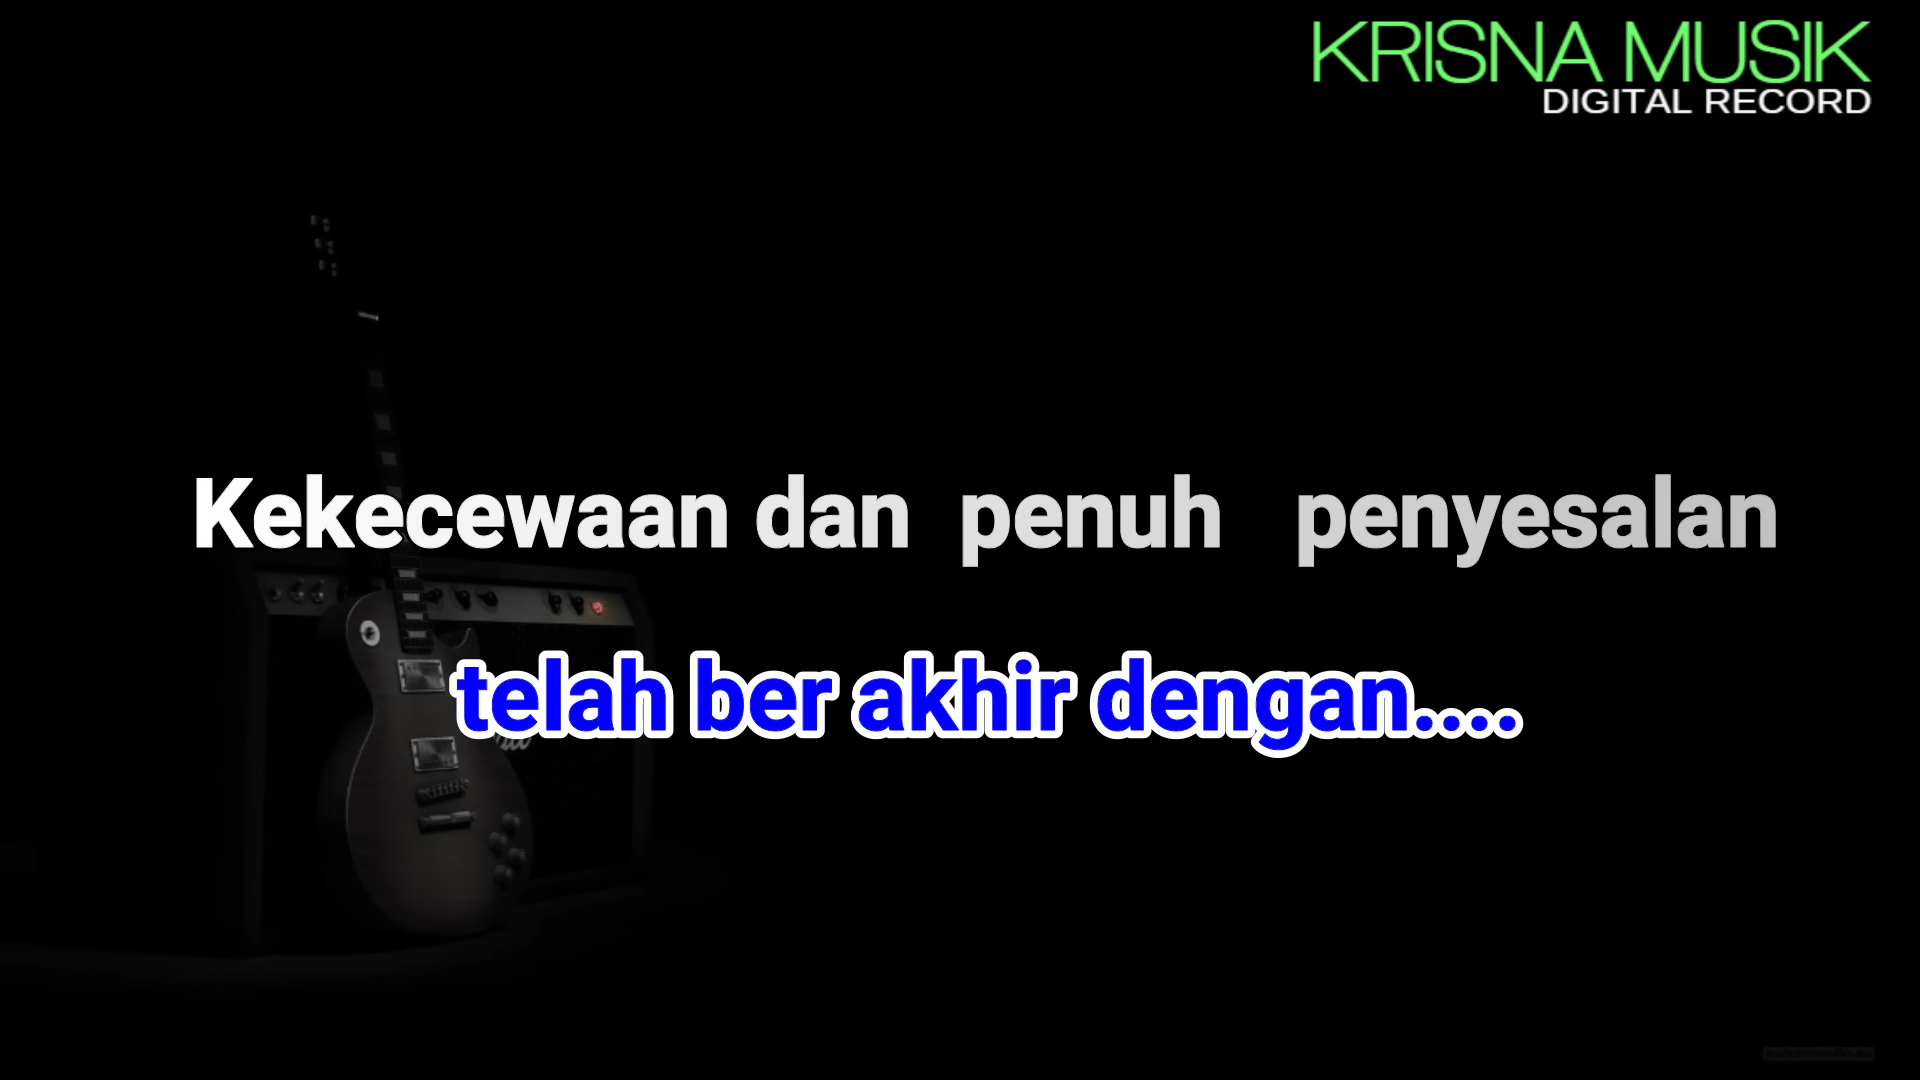 KRISNA MUSIK
DIGITAL RECORD
Kekecewaan dan penuh penyesalan
telah ber akhir dengan....